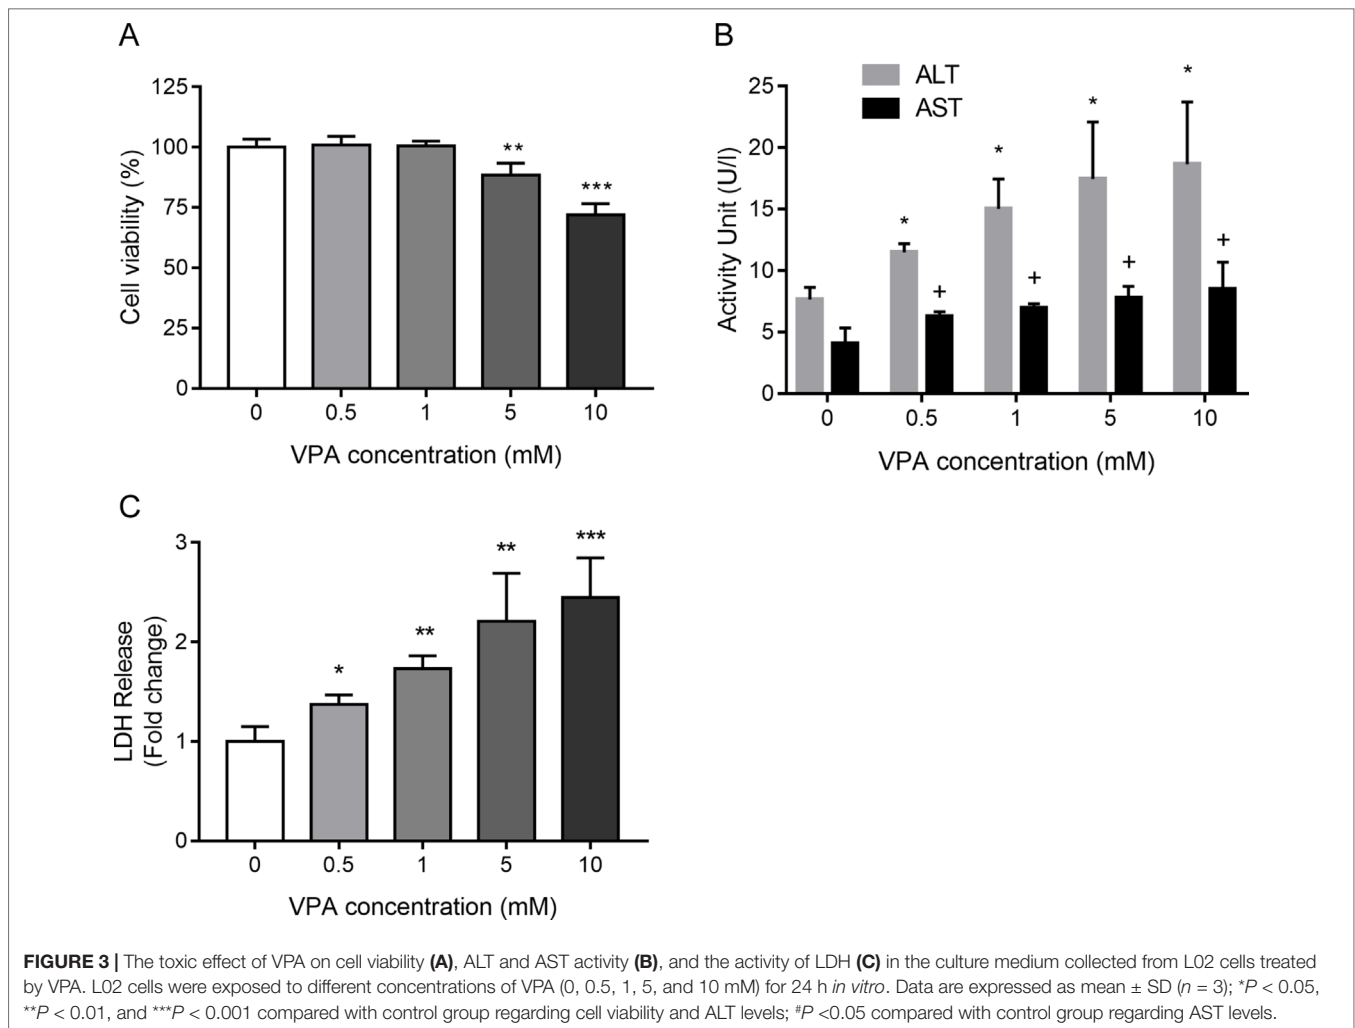 A
125
100
75
50
25
0
Cell viability (%)
**
***
0 0.5 1 5 10
VPA concentration (mM)
B
ALT
AST
25
20
15
10
5
0
Activity Unit (U/l)
* * * *
+ + + +
0 0.5 1 5 10
VPA concentration (mM)
C
3
2
1
0
LDH Release
(Fold change)
* ** ** ***
0 0.5 1 5 10
VPA concentration (mM)
FIGURE 3 | The toxic effect of VPA on cell viability (A), ALT and AST activity (B), and the activity of LDH (C) in the culture medium collected from L02 cells treated
by VPA. L02 cells were exposed to different concentrations of VPA (0, 0.5, 1, 5, and 10 mM) for 24 h in vitro. Data are expressed as mean ± SD (n = 3); *P < 0.05,
**P < 0.01, and ***P < 0.001 compared with control group regarding cell viability and ALT levels; #P <0.05 compared with control group regarding AST levels.